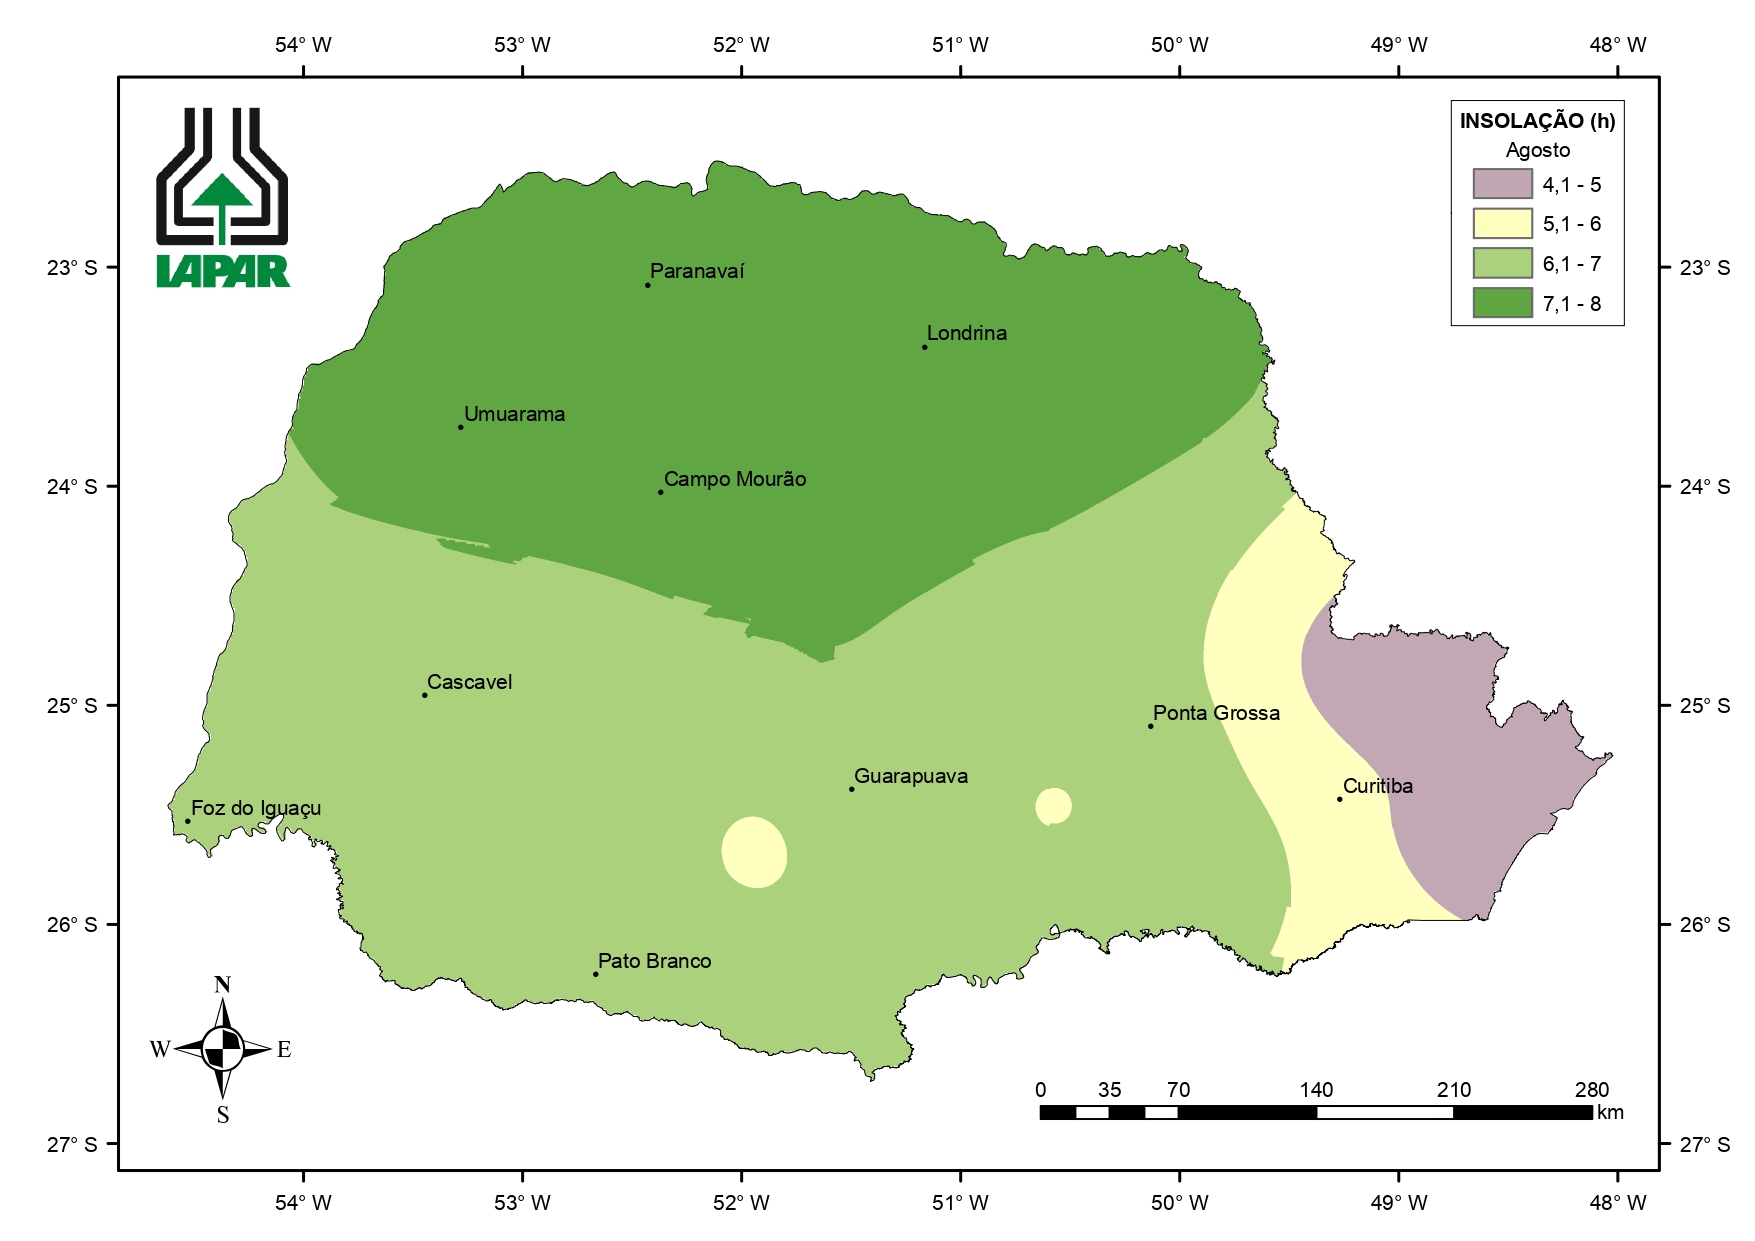 54° W 53° W 52° W 51° W 50° W 49° W 48° W
INSOLAÇÃO (h)
Agosto
4,1 - 5
5,1 - 6
6,1 - 7
7,1 - 8
IAPAR
23° S 23° S
Paranavaí
Londrina
Umuarama
Campo Mourão
24° S 24° S
Cascavel
25° S 25° S
Ponta Grossa
Guarapuava
Curitiba
Foz do Iguaçu
26° S 26° S
Pato Branco
N
W E
S
0 35 70 140 210 280
km
27° S 27° S
54° W 53° W 52° W 51° W 50° W 49° W 48° W